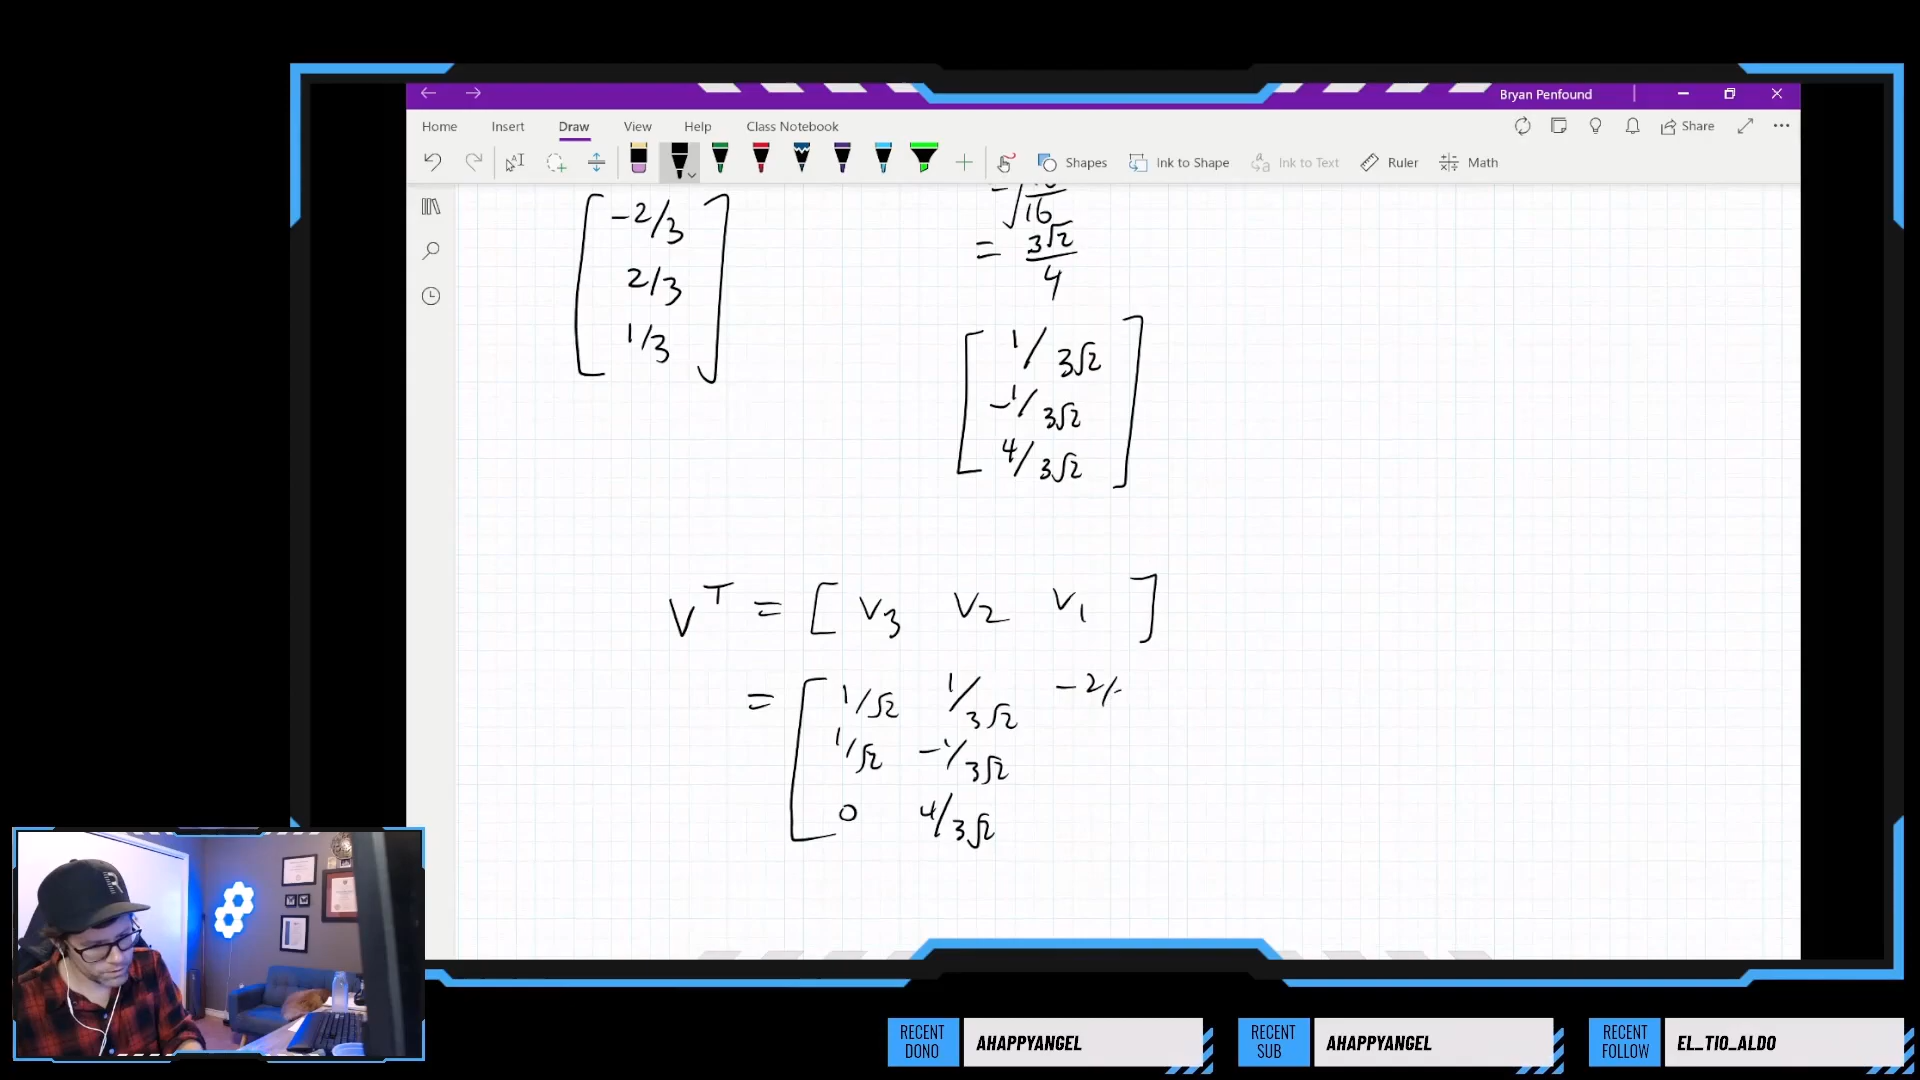 Bryan Penfound
Home Insert Draw View Help Class Notebook
Share
Shapes Ink to Shape Ink to Text Ruler Math
-2/3
2/3
1/3
16
= 3√2
4
1/3√2
-1/3√2
4/3√2
V^T = [ v3 v2 v1 ]
= [ 1/√2 1/3√2 -2/
1/√2 -1/3√2
0 4/3√2
RECENT DONO AHAPPYANGEL
RECENT SUB AHAPPYANGEL
RECENT FOLLOW EL_TIO_ALDO